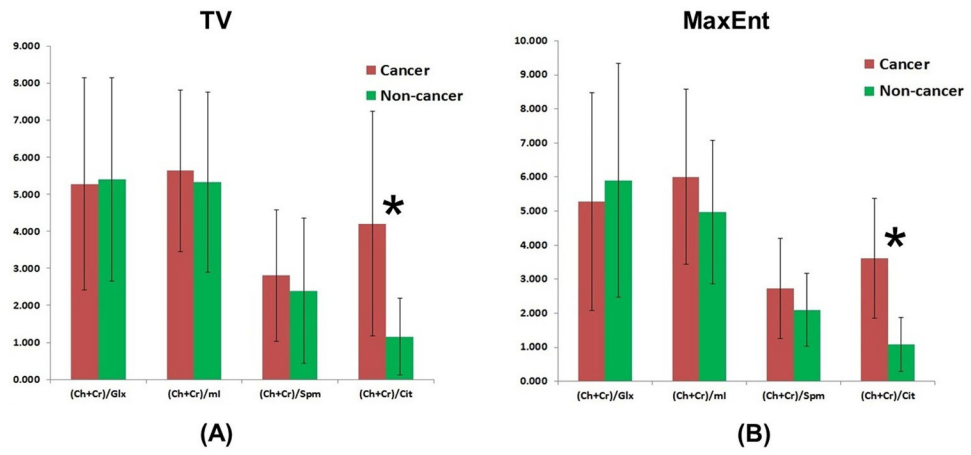 TV
9.000
8.000
7.000
6.000
5.000
4.000
3.000
2.000
1.000
0.000
Cancer
Non-cancer
*
(Ch+Cr)/Glx (Ch+Cr)/mI (Ch+Cr)/Spm (Ch+Cr)/Cit
(A)
MaxEnt
10.000
9.000
8.000
7.000
6.000
5.000
4.000
3.000
2.000
1.000
0.000
Cancer
Non-cancer
*
(Ch+Cr)/Glx (Ch+Cr)/mI (Ch+Cr)/Spm (Ch+Cr)/Cit
(B)